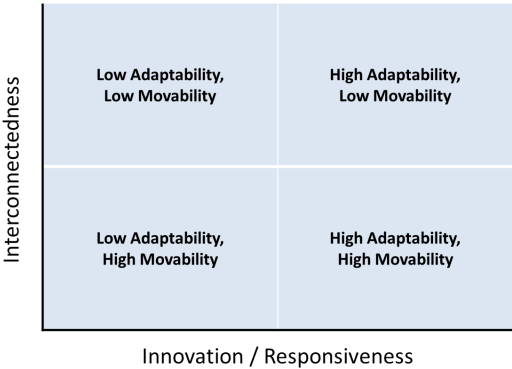 Interconnectedness
Low Adaptability,
Low Movability
High Adaptability,
Low Movability
Low Adaptability,
High Movability
High Adaptability,
High Movability
Innovation / Responsiveness